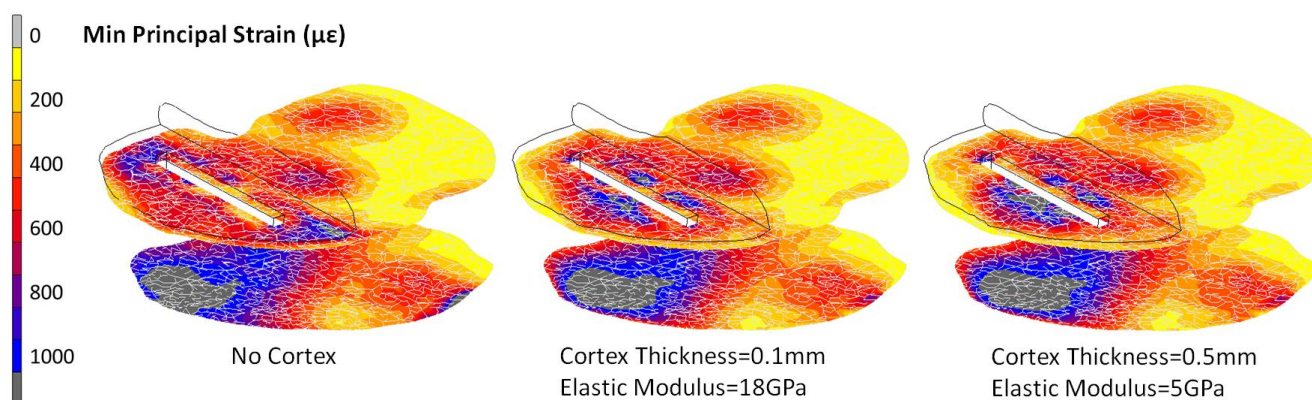 Min Principal Strain (µε)
0
200
400
600
800
1000
No Cortex
Cortex Thickness=0.1mm
Elastic Modulus=18GPa
Cortex Thickness=0.5mm
Elastic Modulus=5GPa